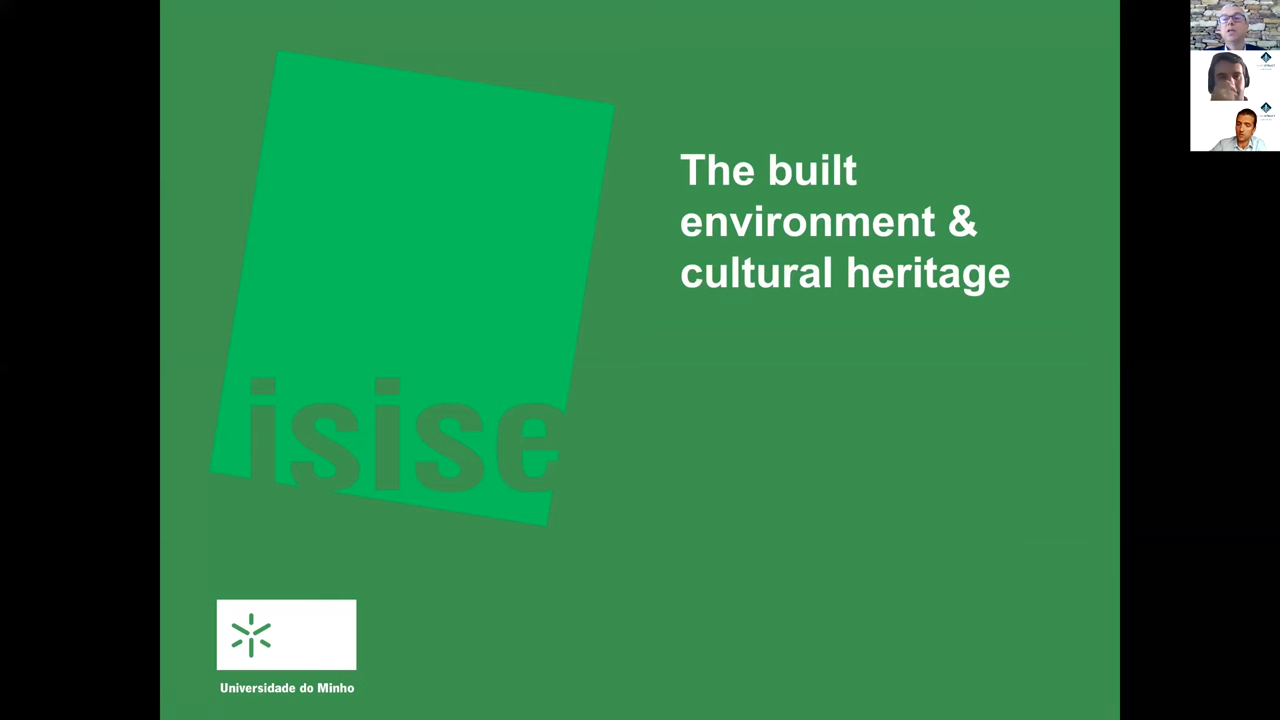 The built
environment &
cultural heritage
isise
Universidade do Minho